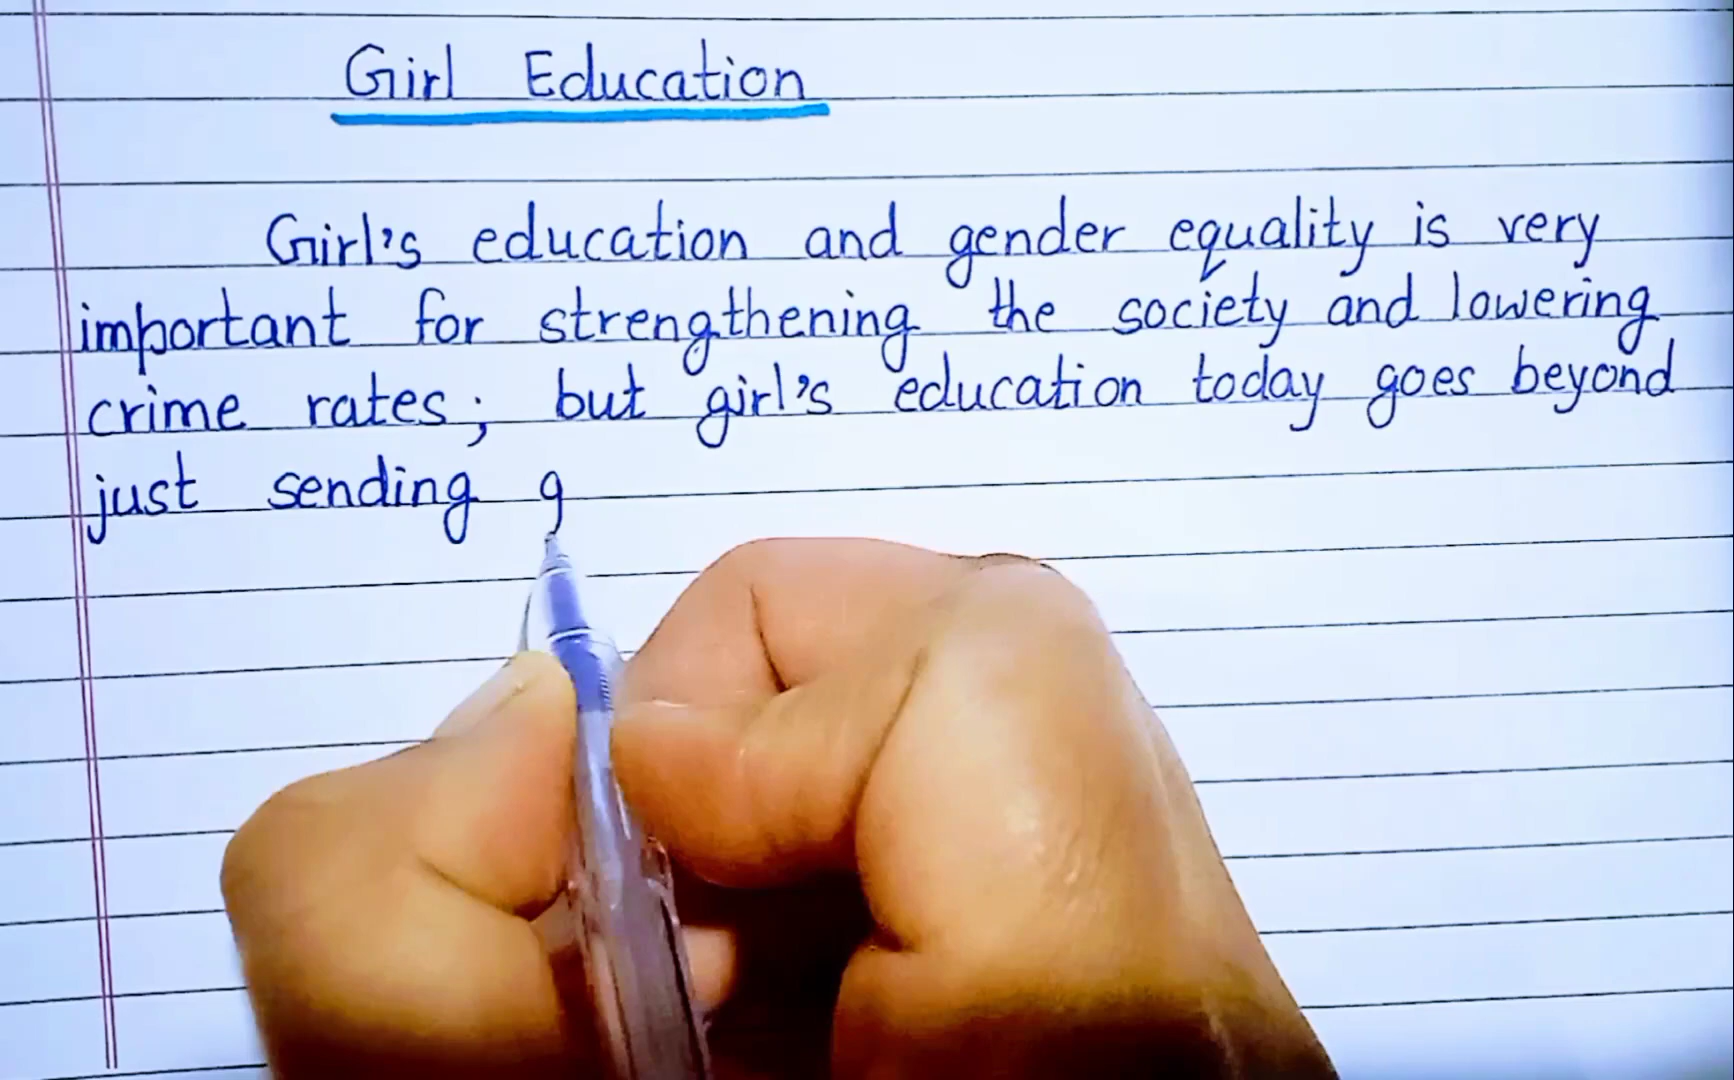 Girl Education
Girl's education and gender equality is very
important for strengthening the society and lowering
crime rates; but girl's education today goes beyond
just sending g